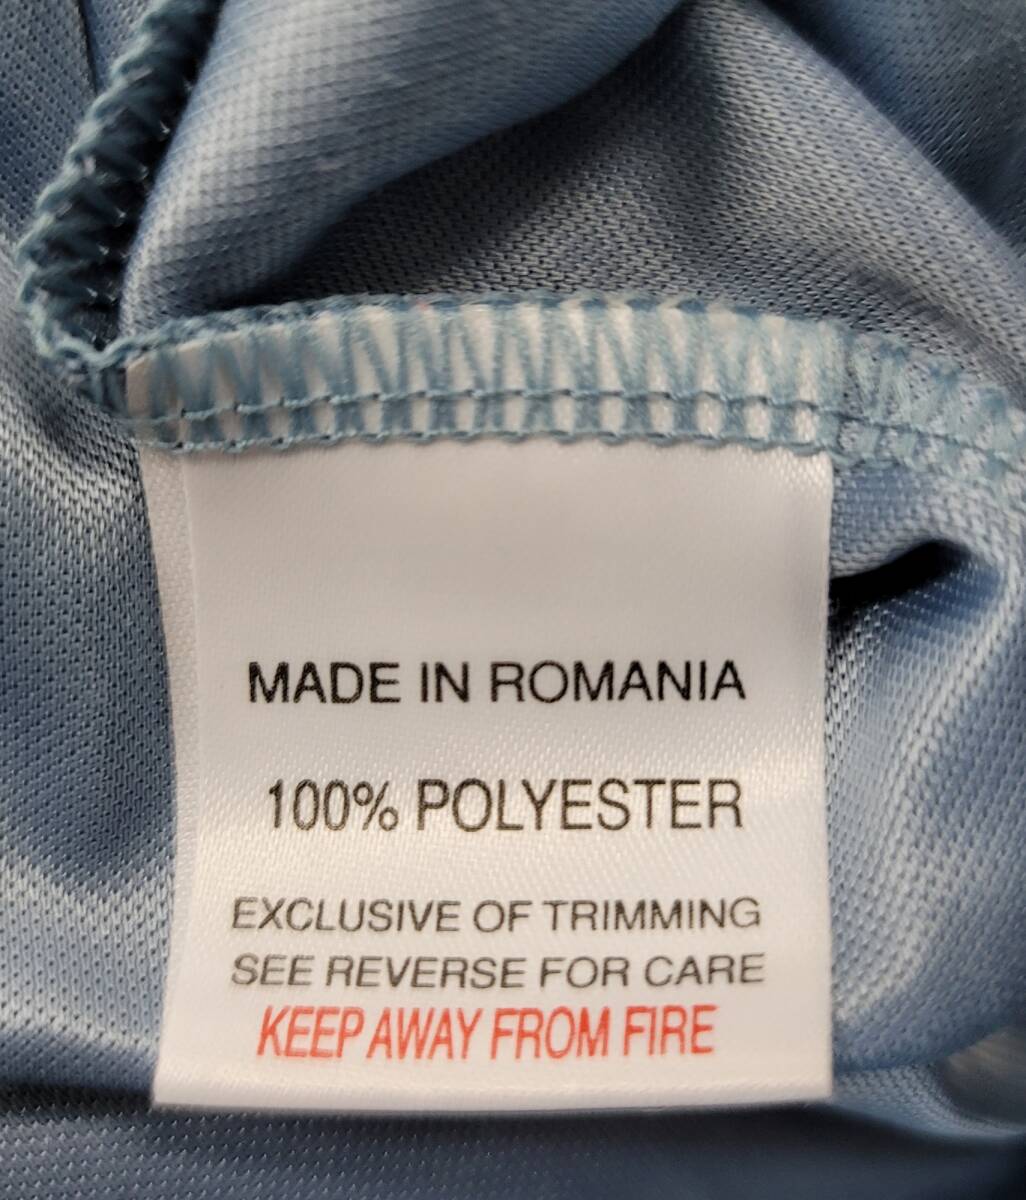 MADE IN ROMANIA
100% POLYESTER
EXCLUSIVE OF TRIMMING
SEE REVERSE FOR CARE
KEEP AWAY FROM FIRE